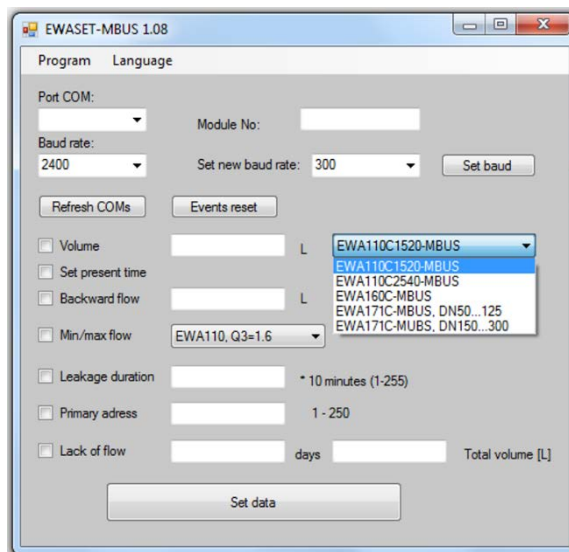 EWASET-MBUS 1.08
Program Language
Port COM:
Module No:
Baud rate:
2400 Set new baud rate: 300 Set baud
Refresh COMs Events reset
Volume L EWA110C1520-MBUS
EWA110C1520-MBUS
Set present time EWA110C2540-MBUS
Backward flow L EWA160C-MBUS
EWA171C-MBUS, DN50...125
EWA171C-MUBS, DN150...300
Min/max flow EWA110, Q3=1.6
Leakage duration * 10 minutes (1-255)
Primary adress 1 - 250
Lack of flow days Total volume [L]
Set data